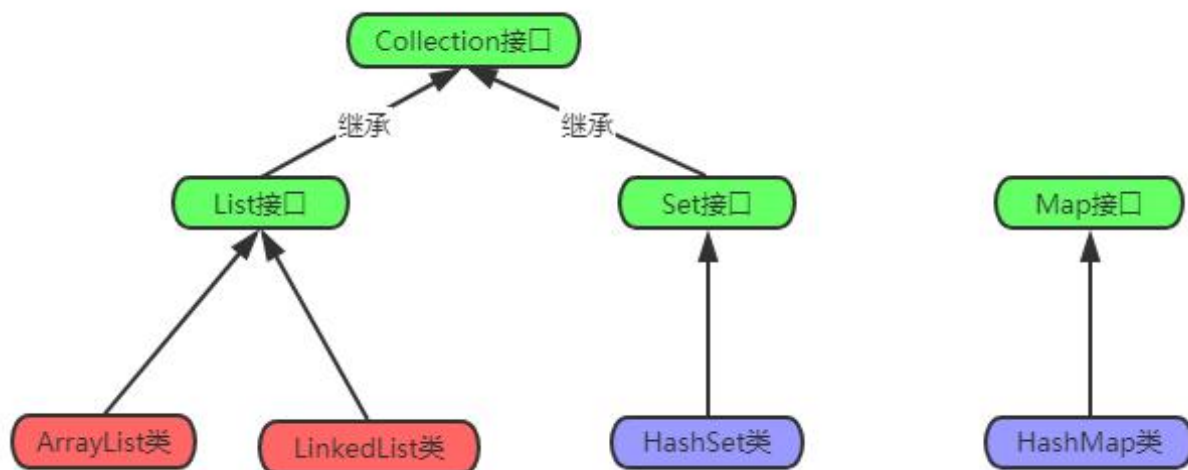 Collection接口
继承
继承
List接口
Set接口
Map接口
ArrayList类
LinkedList类
HashSet类
HashMap类